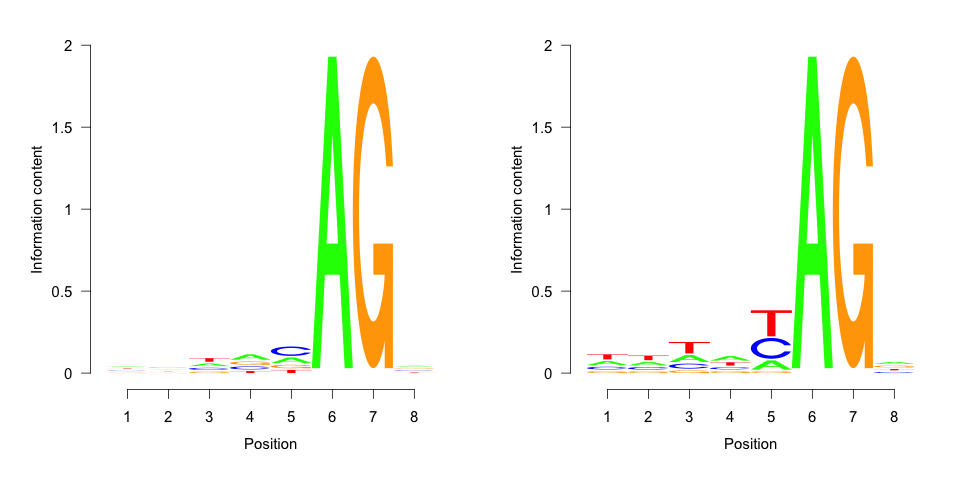 2
1.5
1
0.5
0
Information content
A G
T
C
T A C
A
1 2 3 4 5 6 7 8
Position
2
1.5
1
0.5
0
Information content
A G
T
C
A
T T T A
1 2 3 4 5 6 7 8
Position